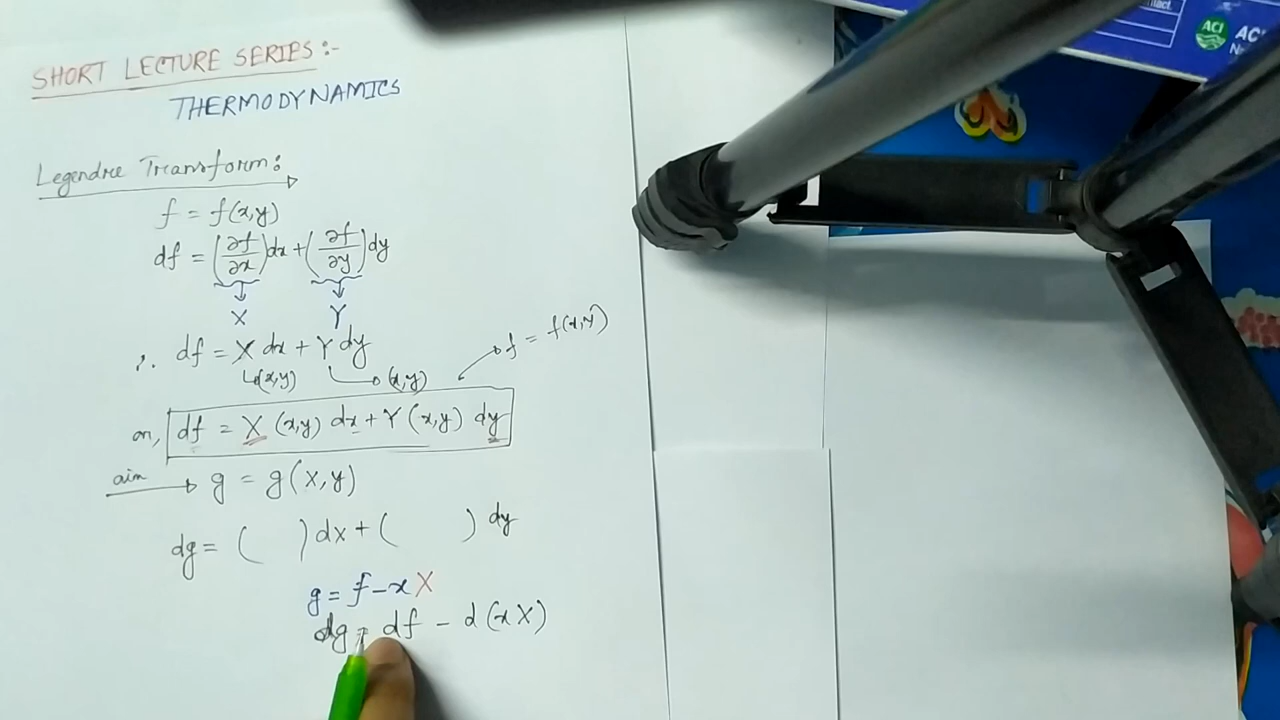 SHORT LECTURE SERIES :-
THERMODYNAMICS
Legendre Transform:
f = f(x,y)
df = (∂f/∂x)dx + (∂f/∂y)dy
X Y
∴ df = X dx + Y dy
(x,y) (x,y)
f = f(x,y)
or, df = X (x,y) dx + Y (x,y) dy
aim → g = g(X,y)
dg = ( )dX + ( ) dy
g = f - x X
dg = df - d(xX)
ACI